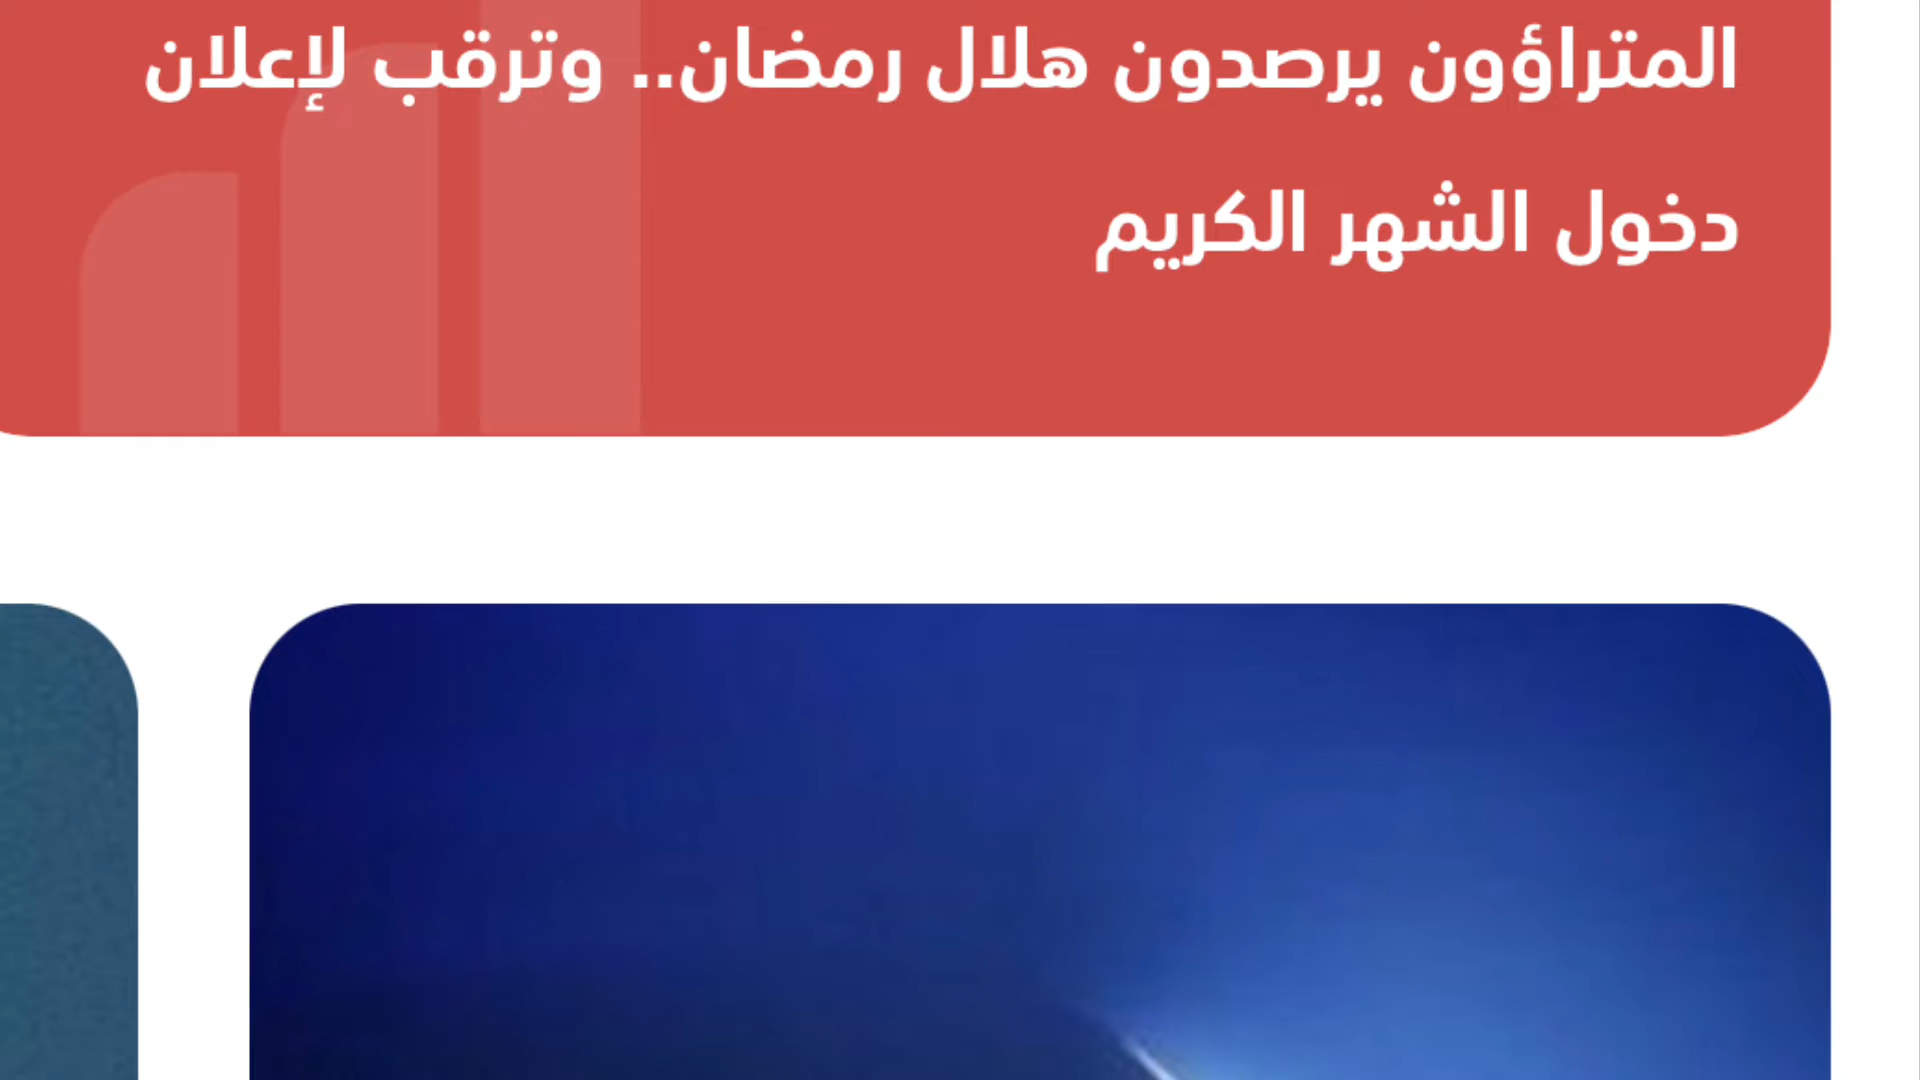 المتراؤون يرصدون هلال رمضان.. وترقب لإعلان
دخول الشهر الكريم